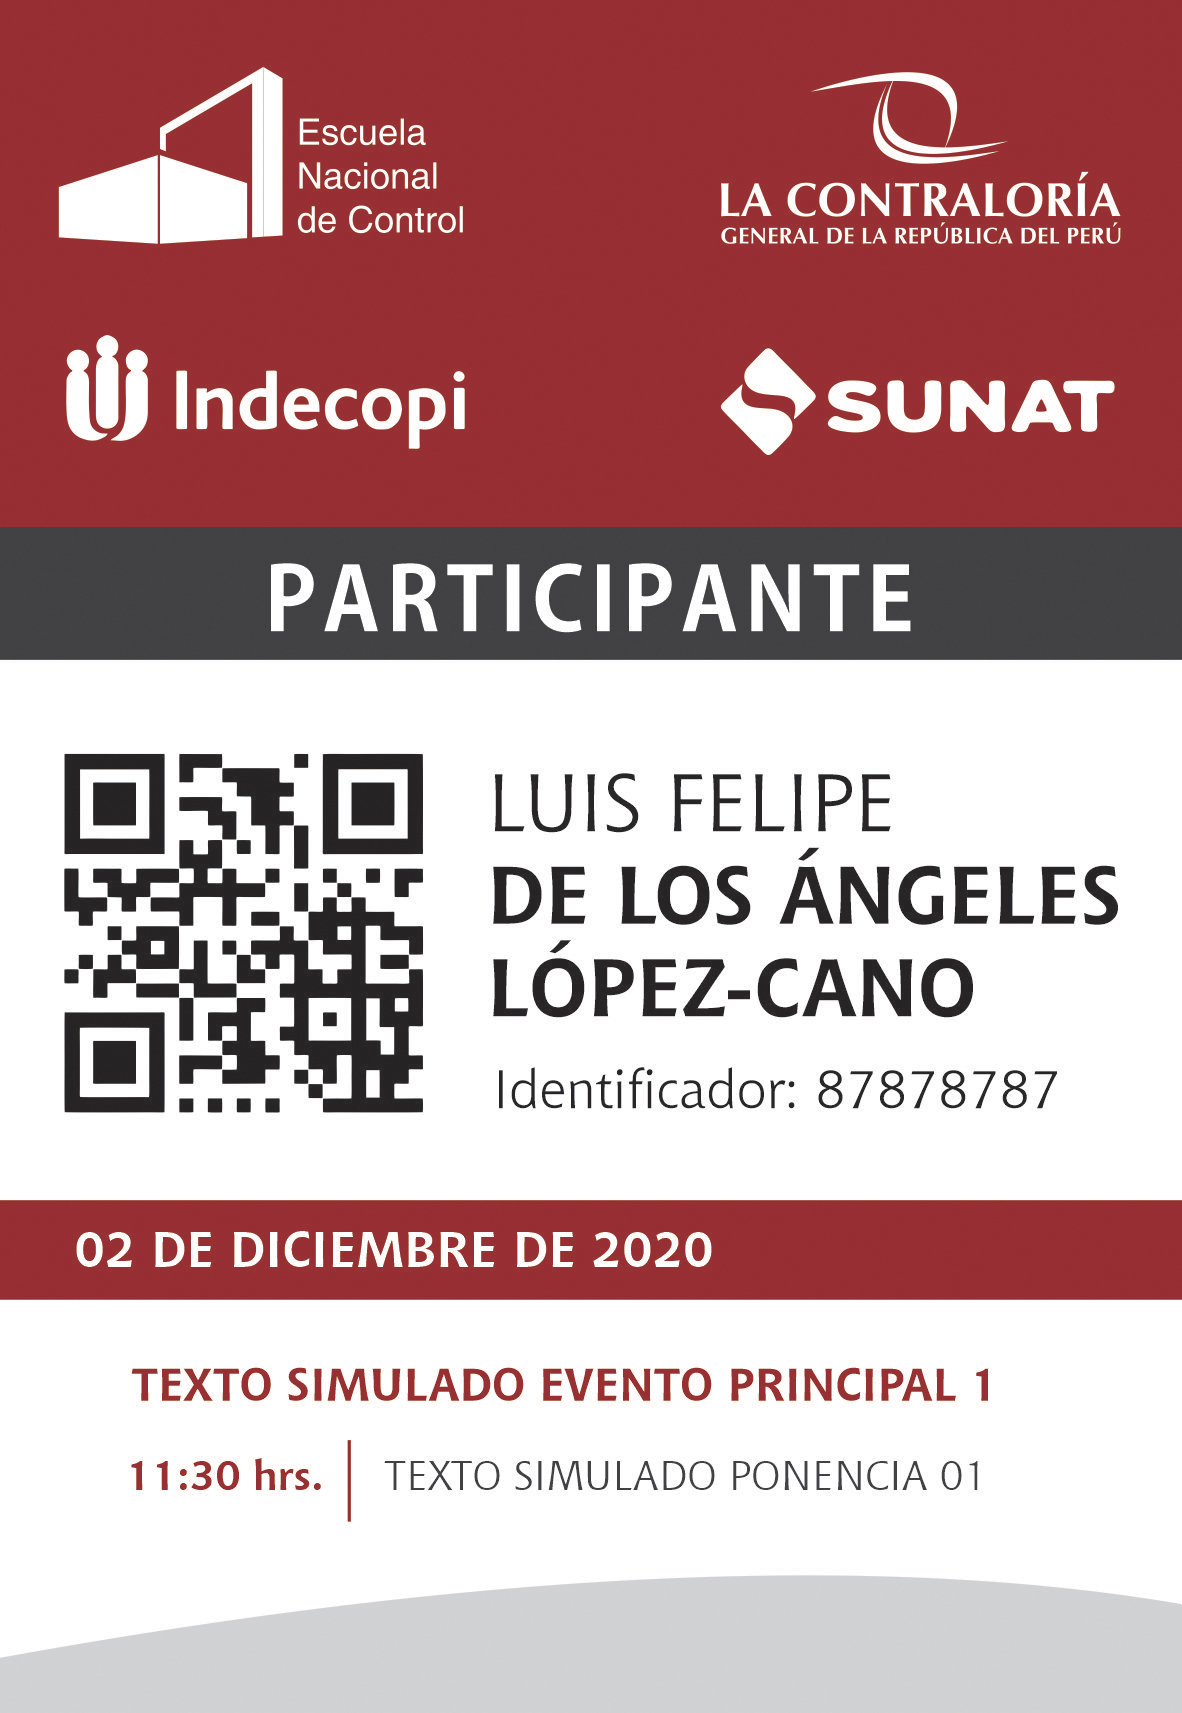 Escuela
Nacional
de Control
LA CONTRALORÍA
GENERAL DE LA REPÚBLICA DEL PERÚ
Indecopi
SUNAT
PARTICIPANTE
LUIS FELIPE
DE LOS ÁNGELES
LÓPEZ-CANO
Identificador: 87878787
02 DE DICIEMBRE DE 2020
TEXTO SIMULADO EVENTO PRINCIPAL 1
11:30 hrs. TEXTO SIMULADO PONENCIA 01